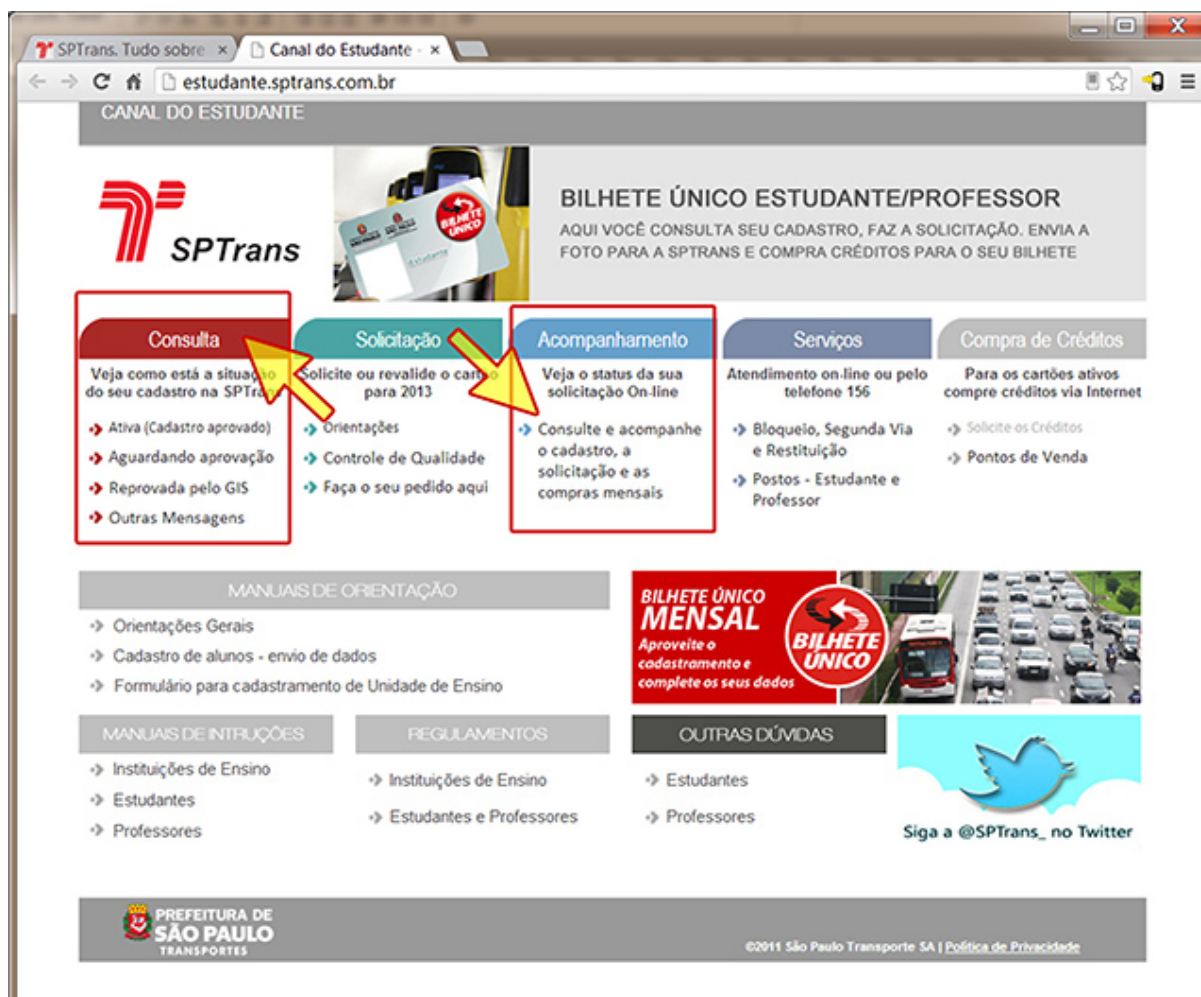 SPTrans. Tudo sobre
Canal do Estudante -
estudante.sptrans.com.br
CANAL DO ESTUDANTE
SPTrans
BILHETE ÚNICO
Estudante
BILHETE ÚNICO ESTUDANTE/PROFESSOR
AQUI VOCÊ CONSULTA SEU CADASTRO, FAZ A SOLICITAÇÃO. ENVIA A
FOTO PARA A SPTRANS E COMPRA CRÉDITOS PARA O SEU BILHETE
Consulta
Veja como está a situação
do seu cadastro na SPTrans
Ativa (Cadastro aprovado)
Aguardando aprovação
Reprovada pelo GIS
Outras Mensagens
Solicitação
Solicite ou revalide o cartão
para 2013
Orientações
Controle de Qualidade
Faça o seu pedido aqui
Acompanhamento
Veja o status da sua
solicitação On-line
Consulte e acompanhe
o cadastro, a
solicitação e as
compras mensais
Serviços
Atendimento on-line ou pelo
telefone 156
Bloqueio, Segunda Via
e Restituição
Postos - Estudante e
Professor
Compra de Créditos
Para os cartões ativos
compre créditos via Internet
Solicite os Créditos
Pontos de Venda
MANUAIS DE ORIENTAÇÃO
Orientações Gerais
Cadastro de alunos - envio de dados
Formulário para cadastramento de Unidade de Ensino
BILHETE ÚNICO
MENSAL
Aproveite o
cadastramento e
complete os seus dados
BILHETE
ÚNICO
MANUAIS DE INTRUÇÕES
Instituições de Ensino
Estudantes
Professores
REGULAMENTOS
Instituições de Ensino
Estudantes e Professores
OUTRAS DÚVIDAS
Estudantes
Professores
Siga a @SPTrans_ no Twitter
PREFEITURA DE
SÃO PAULO
TRANSPORTES
©2011 São Paulo Transporte SA | Política de Privacidade